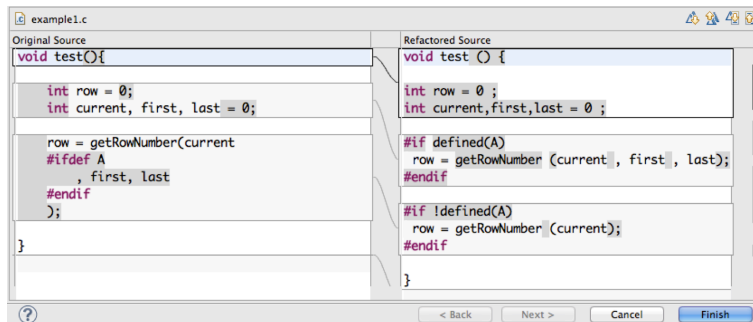 example1.c
Original Source
void test(){
int row = 0;
int current, first, last = 0;
row = getRowNumber(current
#ifdef A
, first, last
#endif
);
}
Refactored Source
void test () {
int row = 0 ;
int current,first,last = 0 ;
#if defined(A)
row = getRowNumber (current , first , last);
#endif
#if !defined(A)
row = getRowNumber (current);
#endif
}
< Back
Next >
Cancel
Finish